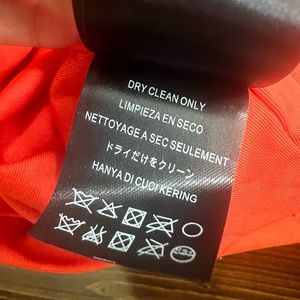 DRY CLEAN ONLY
LIMPIEZA EN SECO
NETTOYAGE A SEC SEULEMENT
ドライだけをクリーン
HANYA DI CUCI KERING